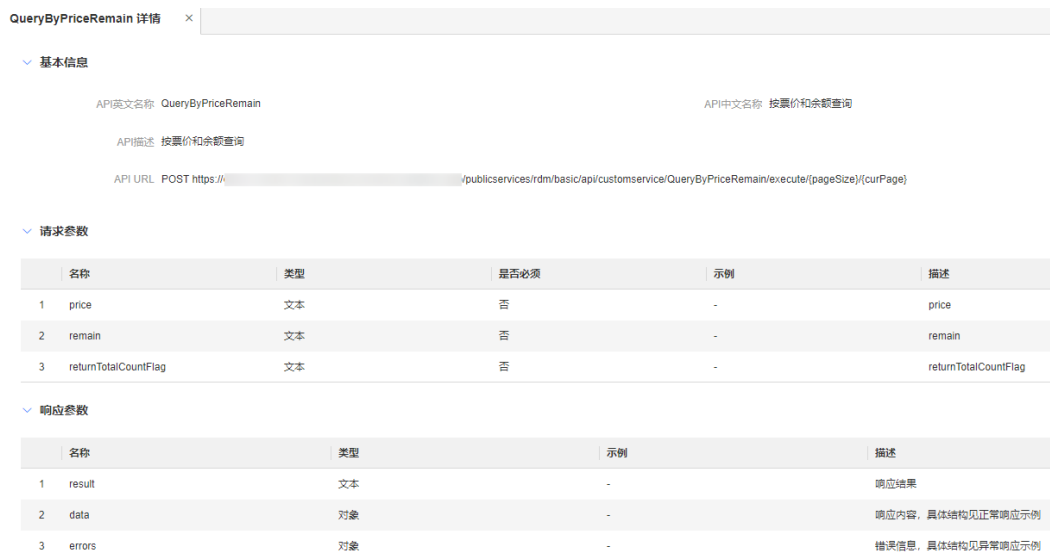 QueryByPriceRemain 详情 ×
基本信息
API英文名称 QueryByPriceRemain API中文名称 按票价和余额查询
API描述 按票价和余额查询
API URL POST https:// /publicservices/rdm/basic/api/customservice/QueryByPriceRemain/execute/{pageSize}/{curPage}
请求参数
名称 类型 是否必须 示例 描述
1 price 文本 否 - price
2 remain 文本 否 - remain
3 returnTotalCountFlag 文本 否 - returnTotalCountFlag
响应参数
名称 类型 示例 描述
1 result 文本 - 响应结果
2 data 对象 - 响应内容，具体结构见正常响应示例
3 errors 对象 - 错误信息，具体结构见异常响应示例